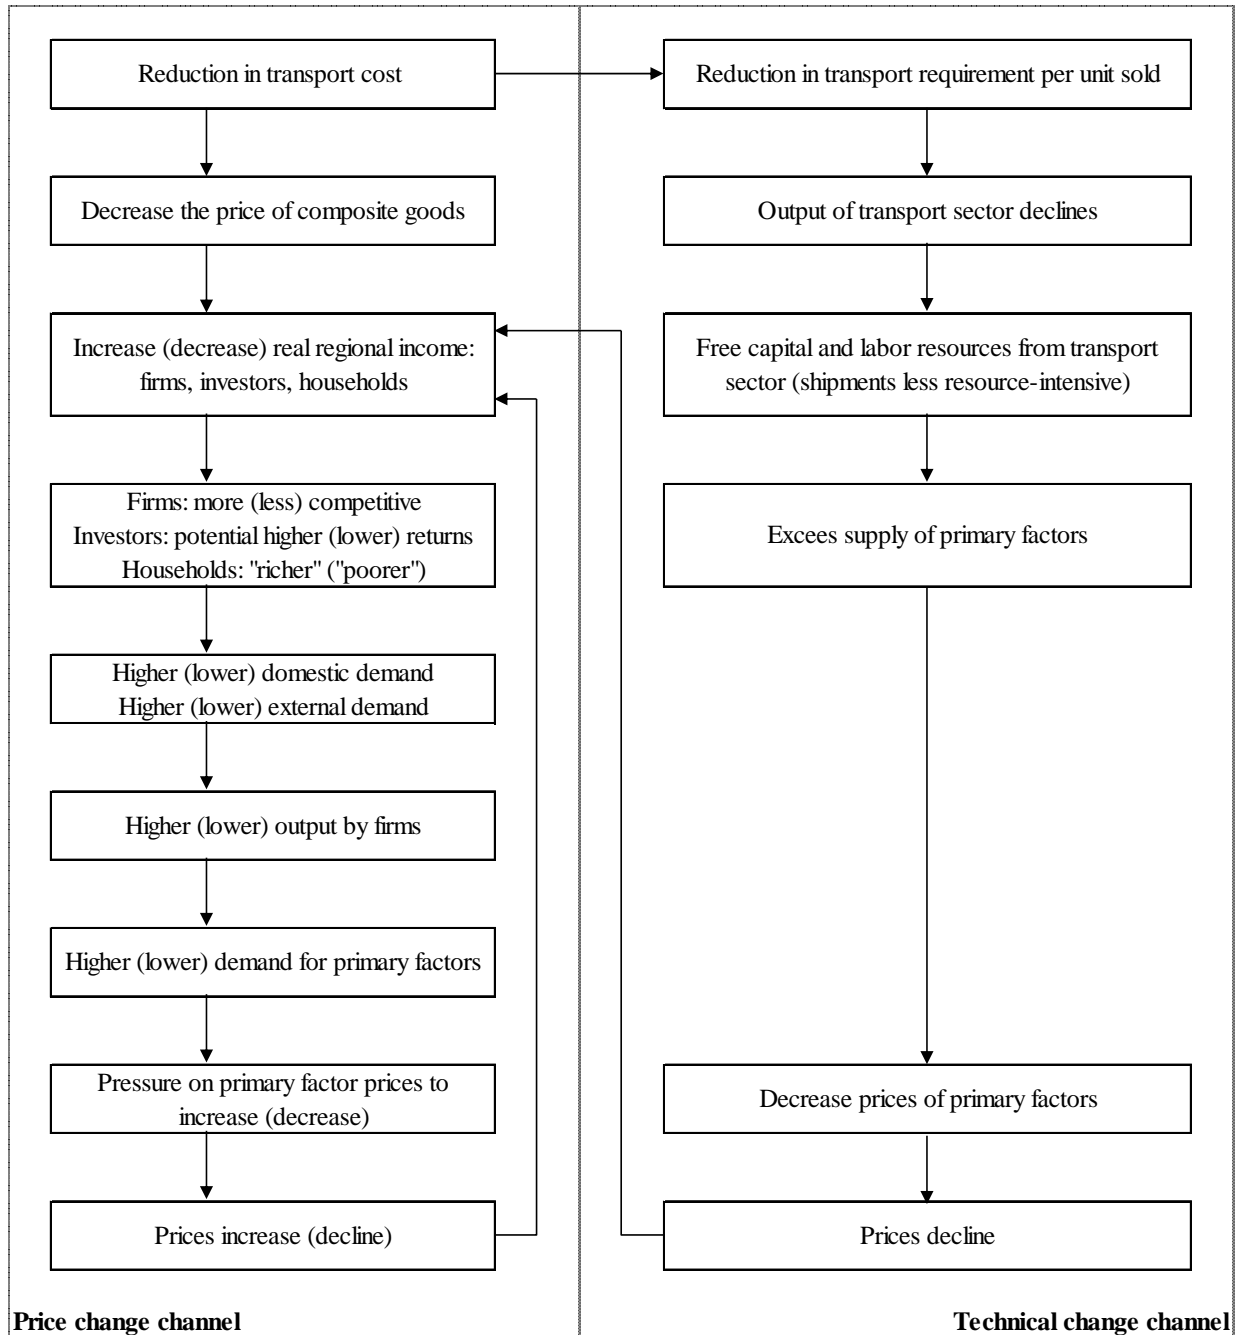 Reduction in transport cost
Decrease the price of composite goods
Increase (decrease) real regional income:
firms, investors, households
Firms: more (less) competitive
Investors: potential higher (lower) returns
Households: "richer" ("poorer")
Higher (lower) domestic demand
Higher (lower) external demand
Higher (lower) output by firms
Higher (lower) demand for primary factors
Pressure on primary factor prices to
increase (decrease)
Prices increase (decline)
Price change channel
Reduction in transport requirement per unit sold
Output of transport sector declines
Free capital and labor resources from transport
sector (shipments less resource-intensive)
Excees supply of primary factors
Decrease prices of primary factors
Prices decline
Technical change channel